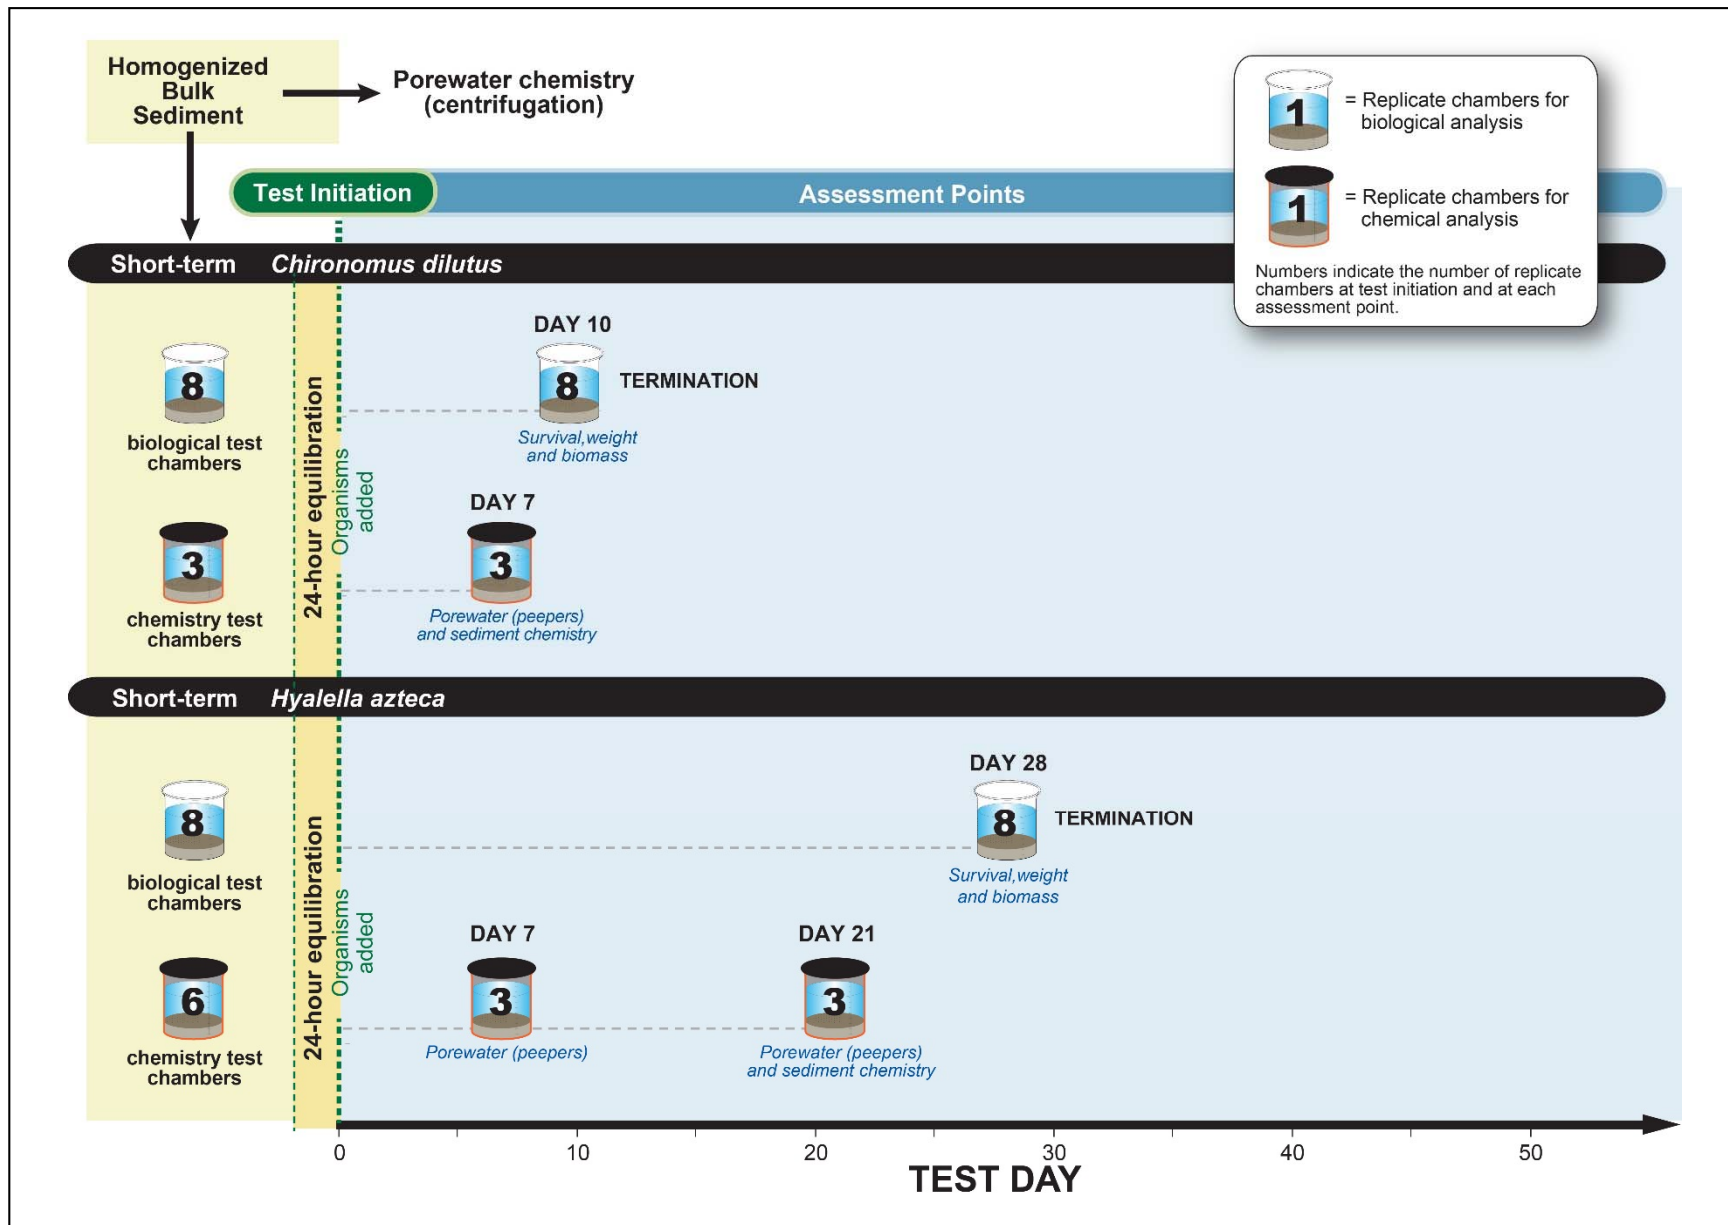 Homogenized
Bulk
Sediment
Porewater chemistry
(centrifugation)
1
= Replicate chambers for
biological analysis
1
= Replicate chambers for
chemical analysis
Numbers indicate the number of replicate
chambers at test initiation and at each
assessment point.
Test Initiation
Assessment Points
Short-term Chironomus dilutus
24-hour equilibration
Organisms
added
8
biological test
chambers
DAY 10
8
TERMINATION
Survival,weight
and biomass
3
chemistry test
chambers
DAY 7
3
Porewater (peepers)
and sediment chemistry
Short-term Hyalella azteca
24-hour equilibration
Organisms
added
8
biological test
chambers
DAY 28
8
TERMINATION
Survival,weight
and biomass
6
chemistry test
chambers
DAY 7
3
Porewater (peepers)
DAY 21
3
Porewater (peepers)
and sediment chemistry
0 10 20 30 40 50
TEST DAY